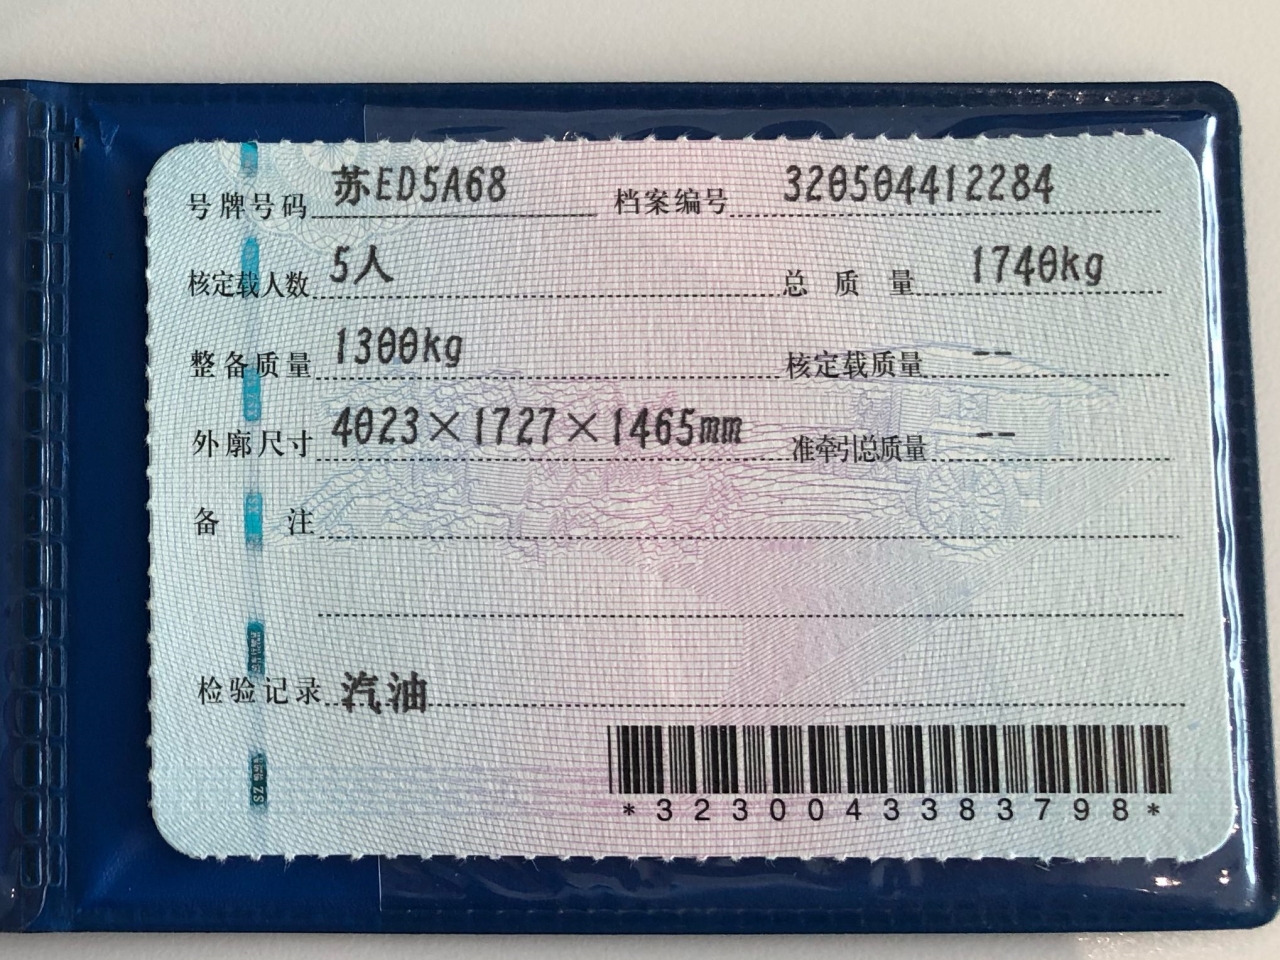 号牌号码 苏ED5A68 档案编号 320504412284
核定载人数 5人 总质量 1740kg
整备质量 1300kg 核定载质量 --
外廓尺寸 4023×1727×1465mm 准牵引总质量 --
备注
检验记录 汽油
*3230043383798*